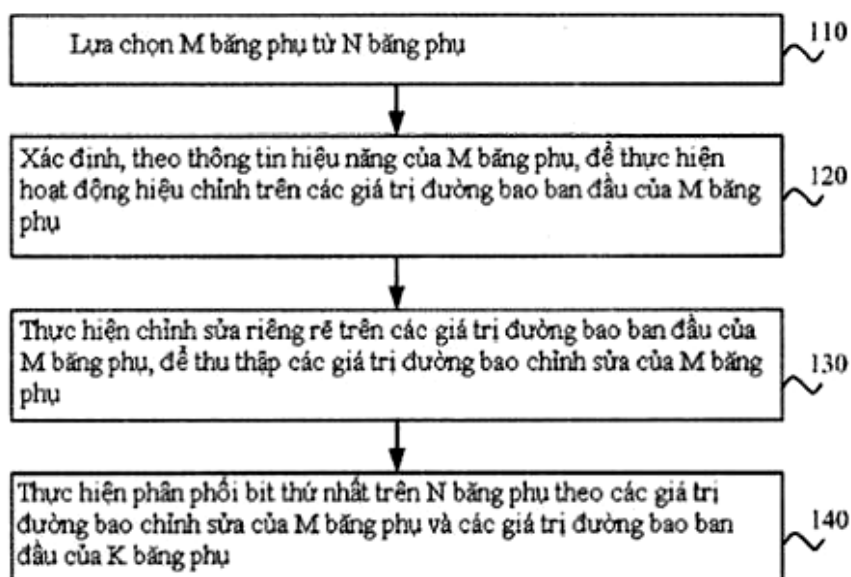 Lựa chọn M băng phụ từ N băng phụ
110
Xác định, theo thông tin hiệu năng của M băng phụ, để thực hiện
hoạt động hiệu chỉnh trên các giá trị đường bao ban đầu của M băng
phụ
120
Thực hiện chỉnh sửa riêng rẽ trên các giá trị đường bao ban đầu của
M băng phụ, để thu thập các giá trị đường bao chỉnh sửa của M băng
phụ
130
Thực hiện phân phối bit thứ nhất trên N băng phụ theo các giá trị
đường bao chỉnh sửa của M băng phụ và các giá trị đường bao ban
đầu của K băng phụ
140